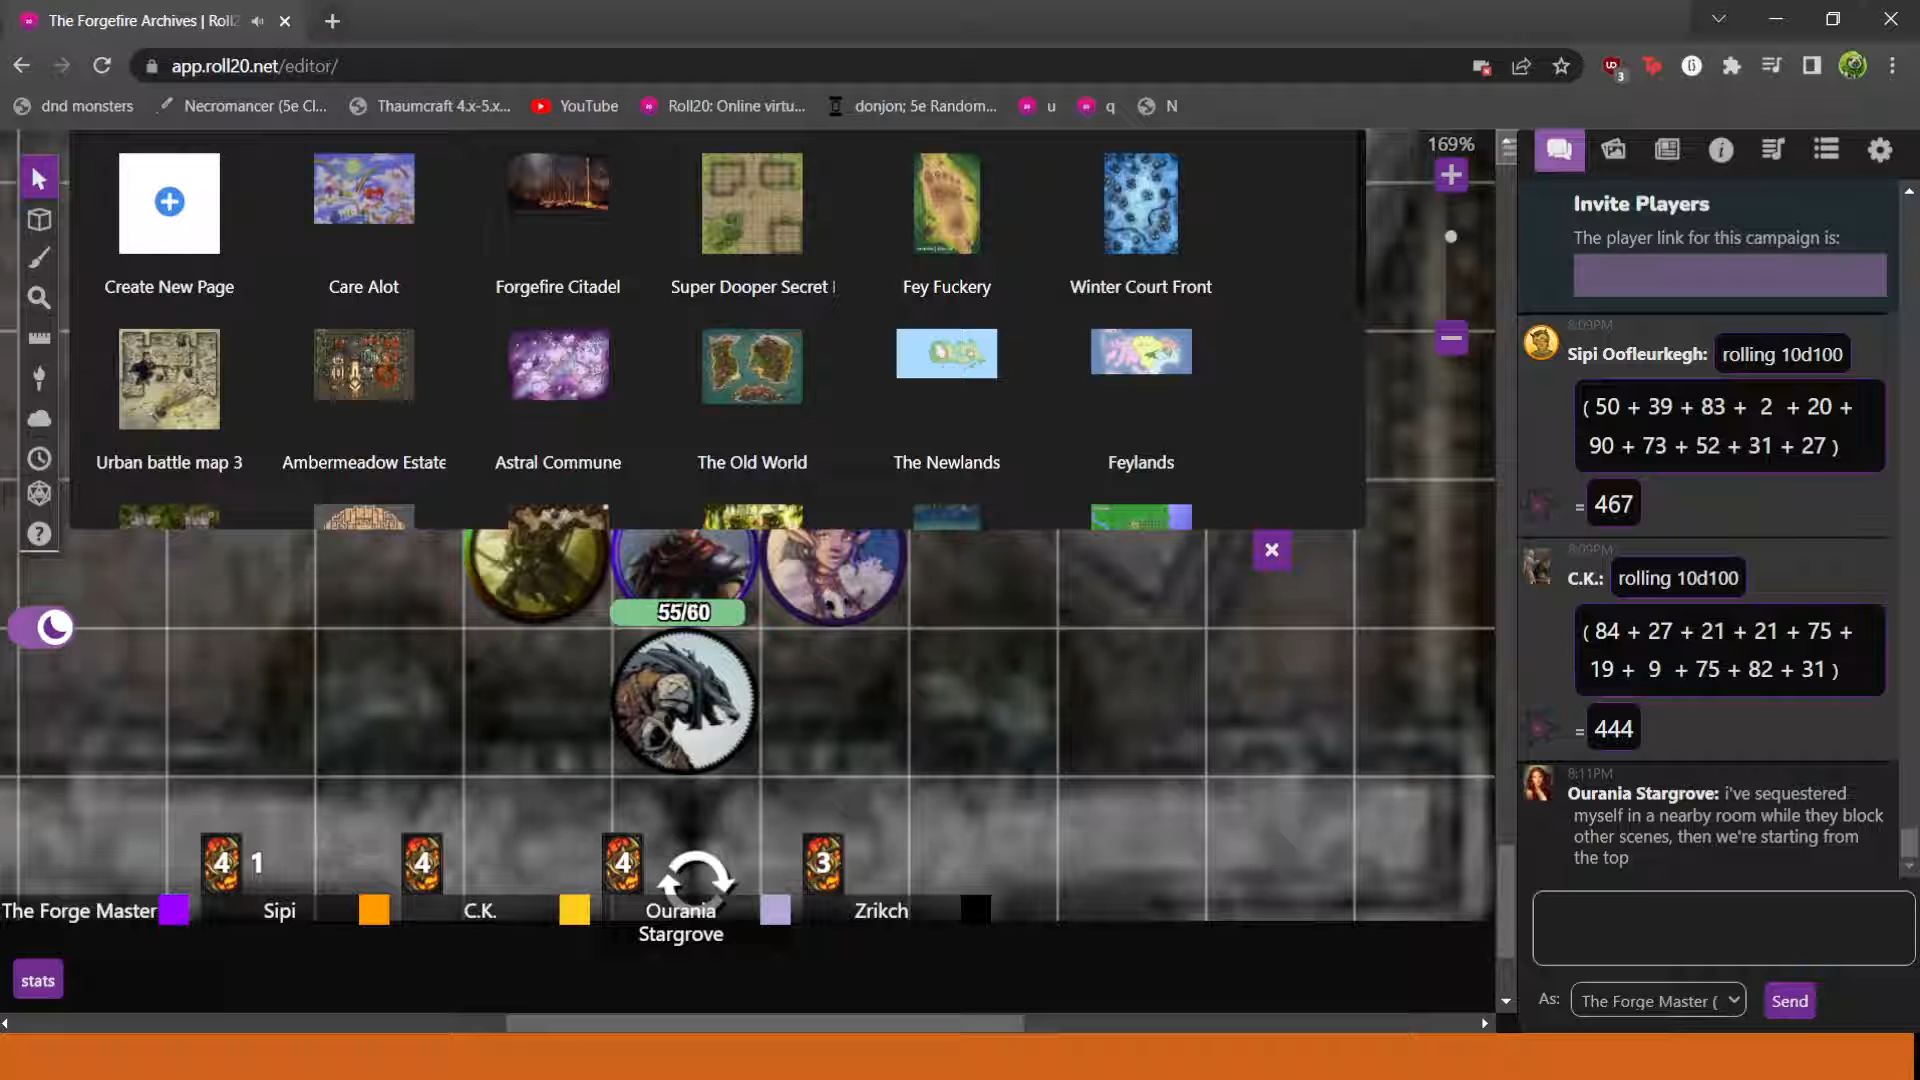 The Forgefire Archives | Roll2
app.roll20.net/editor/
3
dnd monsters
Necromancer (5e Cl...
Thaumcraft 4.x-5.x...
YouTube
Roll20: Online virtu...
donjon; 5e Random...
u
q
N
169%
Create New Page
Care Alot
Forgefire Citadel
Super Dooper Secret
Fey Fuckery
Winter Court Front
Urban battle map 3
Ambermeadow Estate
Astral Commune
The Old World
The Newlands
Feylands
55/60
4 1
4
4
3
The Forge Master
Sipi
C.K.
Ourania
Stargrove
Zrikch
stats
Invite Players
The player link for this campaign is:
8:09PM
Sipi Oofleurkegh: rolling 10d100
( 50 + 39 + 83 + 2 + 20 +
90 + 73 + 52 + 31 + 27 )
= 467
8:09PM
C.K.: rolling 10d100
( 84 + 27 + 21 + 21 + 75 +
19 + 9 + 75 + 82 + 31 )
= 444
8:11PM
Ourania Stargrove: i've sequestered
myself in a nearby room while they block
other scenes, then we're starting from
the top
As: The Forge Master (
Send